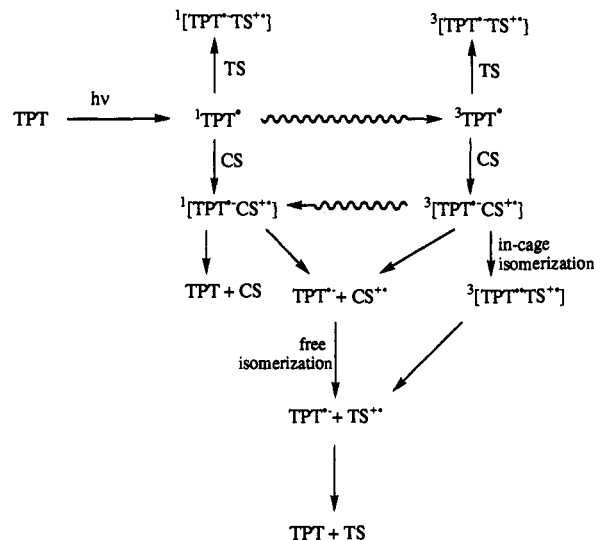 ¹[TPT•-TS+•} ³[TPT•-TS+•}
TS TS
TPT hν ¹TPT* ³TPT*
CS CS
¹[TPT•-CS+•} ³[TPT•-CS+•}
in-cage
isomerization
TPT + CS TPT•- + CS+• ³[TPT••TS+•]
free
isomerization
TPT•- + TS+•
TPT + TS